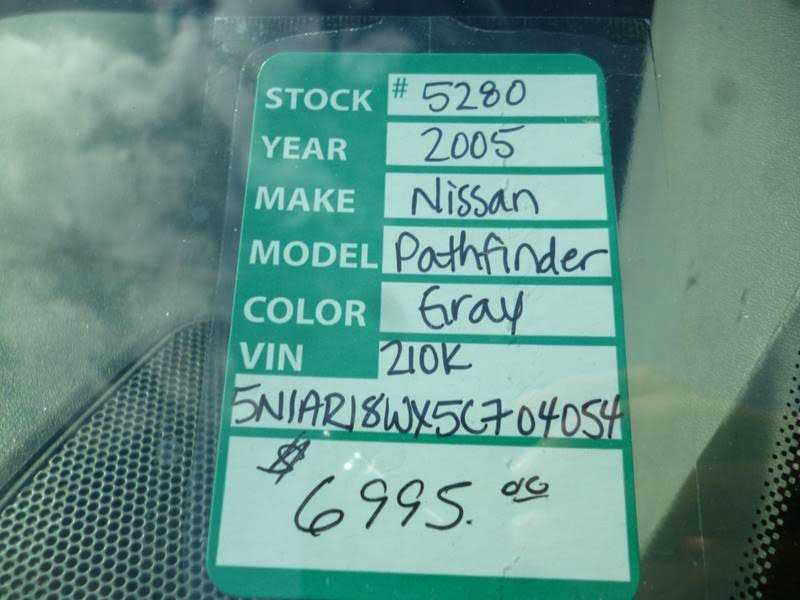 STOCK # 5280
YEAR 2005
MAKE Nissan
MODEL Pathfinder
COLOR Gray
VIN 210K
5N1AR18WX5C704054
$ 6995.00